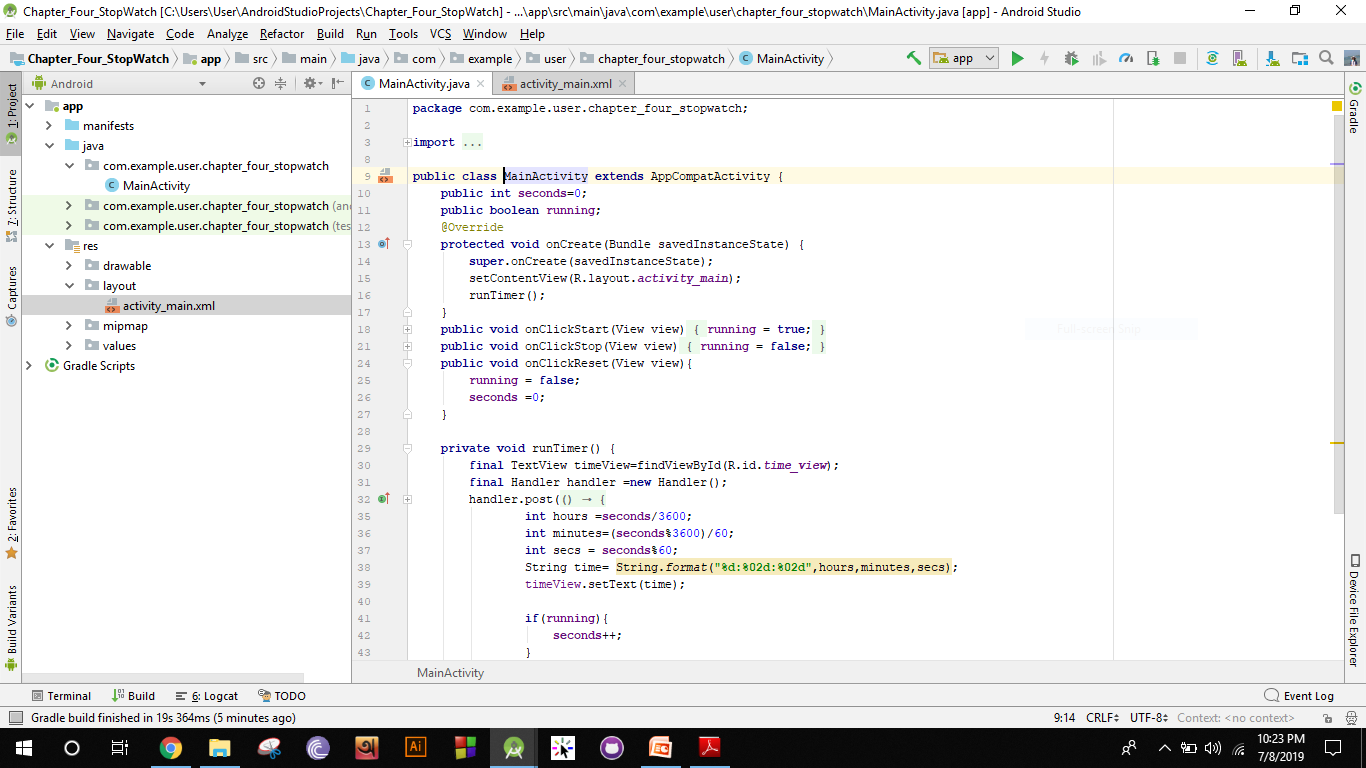 Chapter_Four_StopWatch [C:\Users\User\AndroidStudioProjects\Chapter_Four_StopWatch] - ...\app\src\main\java\com\example\user\chapter_four_stopwatch\MainActivity.java [app] - Android Studio
File Edit View Navigate Code Analyze Refactor Build Run Tools VCS Window Help
Chapter_Four_StopWatch app src main java com example user chapter_four_stopwatch MainActivity app
1: Project
7: Structure
Captures
2: Favorites
Build Variants
Android
app
manifests
java
com.example.user.chapter_four_stopwatch
MainActivity
com.example.user.chapter_four_stopwatch (an
com.example.user.chapter_four_stopwatch (tes
res
drawable
layout
activity_main.xml
mipmap
values
Gradle Scripts
MainActivity.java activity_main.xml
1 package com.example.user.chapter_four_stopwatch;
2
3 import ...
8
9 public class MainActivity extends AppCompatActivity {
10 public int seconds=0;
11 public boolean running;
12 @Override
13 protected void onCreate(Bundle savedInstanceState) {
14 super.onCreate(savedInstanceState);
15 setContentView(R.layout.activity_main);
16 runTimer();
17 }
18 public void onClickStart(View view) { running = true; }
21 public void onClickStop(View view) { running = false; }
24 public void onClickReset(View view){
25 running = false;
26 seconds =0;
27 }
28
29 private void runTimer() {
30 final TextView timeView=findViewById(R.id.time_view);
31 final Handler handler =new Handler();
32 handler.post(() → {
35 int hours =seconds/3600;
36 int minutes=(seconds%3600)/60;
37 int secs = seconds%60;
38 String time= String.format("%d:%02d:%02d",hours,minutes,secs);
39 timeView.setText(time);
40
41 if(running){
42 seconds++;
43 }
MainActivity
Full-screen Snip
Gradle
Device File Explorer
Terminal Build 6: Logcat TODO Event Log
Gradle build finished in 19s 364ms (5 minutes ago) 9:14 CRLF UTF-8 Context: <no context>
Ai
10:23 PM
7/8/2019